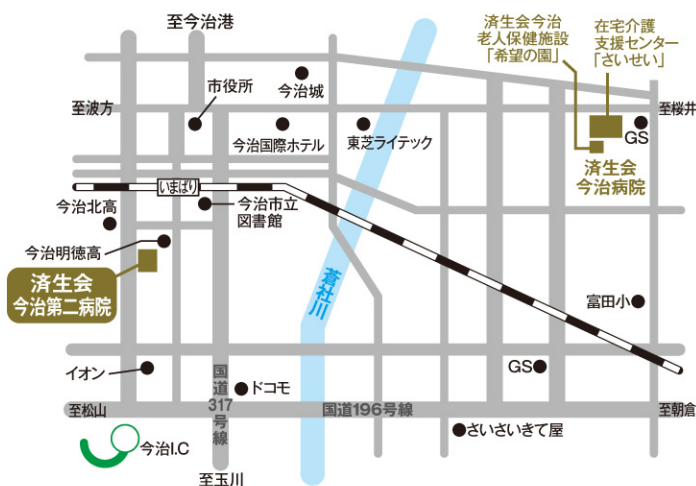 至今治港
済生会今治
老人保健施設
「希望の園」
在宅介護
支援センター
「さいせい」
市役所
今治城
至波方
至桜井
今治国際ホテル
東芝ライテック
GS
済生会
今治病院
いまばり
今治北高
今治市立
図書館
今治明徳高
済生会
今治第二病院
蒼社川
富田小
イオン
国道317号線
ドコモ
GS
至松山
国道196号線
至朝倉
さいさいきて屋
今治I.C
至玉川